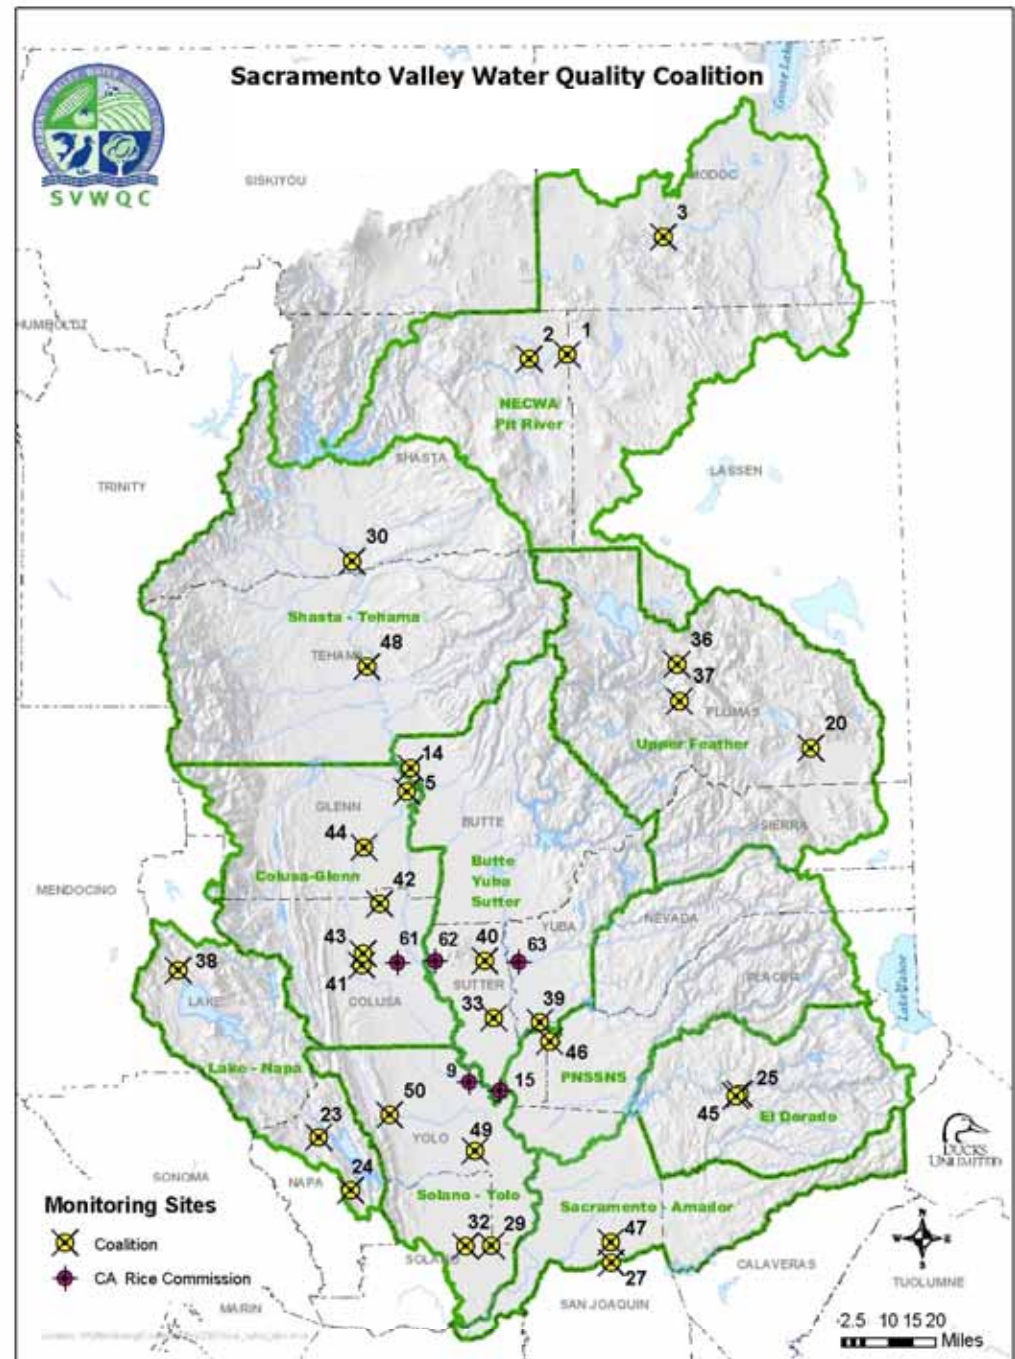 Sacramento Valley Water Quality Coalition
Goose Lake
SVWQC
SISKIYOU
MODOC
3
HUMBOLDT
2
1
NECWA/
Pit River
SHASTA
LASSEN
TRINITY
30
Shasta - Tehama
TEHAMA
48
36
37
PLUMAS
20
Upper Feather
14
5
GLENN
BUTTE
SIERRA
44
Colusa-Glenn
Butte
Yuba
Sutter
MENDOCINO
42
NEVADA
YUBA
43
61
62
40
63
38
41
LAKE
COLUSA
SUTTER
PLACER
Lake Tahoe
33
39
46
Lake - Napa
9
15
PNSSNS
50
25
45
El Dorado
23
YOLO
49
DUCKS
UNLIMITED
SONOMA
NAPA
24
Solano - Yolo
Sacramento - Amador
Monitoring Sites
32
29
47
N
W
E
S
Coalition
SOLANO
27
CALAVERAS
TUOLUMNE
CA Rice Commission
MARIN
SAN JOAQUIN
2.5 10 15 20
Miles